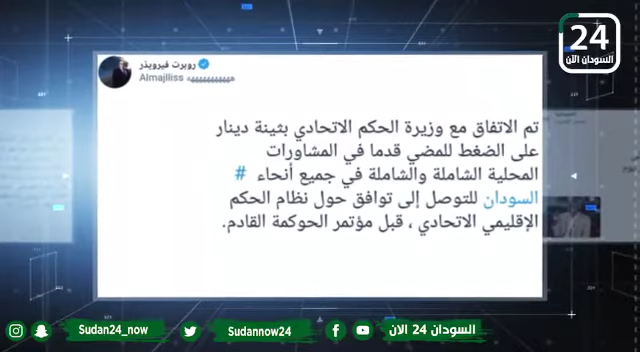 24
السودان الآن
روبرت فيرويذر
Almajlliss
تم الاتفاق مع وزيرة الحكم الاتحادي بثينة دينار
على الضغط للمضي قدما في المشاورات
المحلية الشاملة والشاملة في جميع أنحاء #
السودان للتوصل إلى توافق حول نظام الحكم
الإقليمي الاتحادي ، قبل مؤتمر الحوكمة القادم.
Sudan24_now
Sudannow24
السودان 24 الان